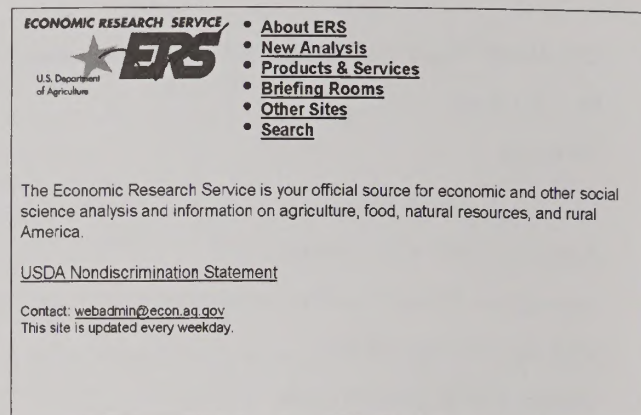 ECONOMIC RESEARCH SERVICE
ERS
U.S. Department
of Agriculture
• About ERS
• New Analysis
• Products & Services
• Briefing Rooms
• Other Sites
• Search
The Economic Research Service is your official source for economic and other social
science analysis and information on agriculture, food, natural resources, and rural
America.
USDA Nondiscrimination Statement
Contact: webadmin@econ.ag.gov
This site is updated every weekday.